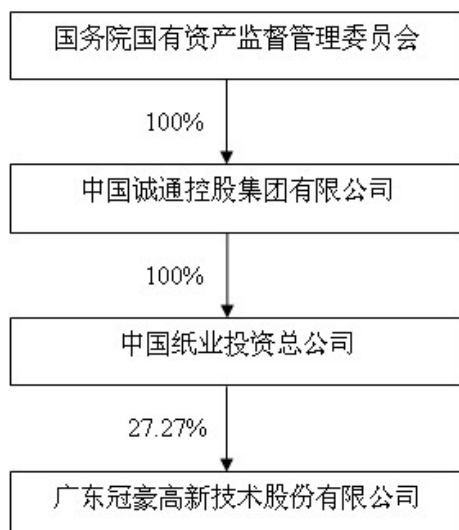 国务院国有资产监督管理委员会
100%
中国诚通控股集团有限公司
100%
中国纸业投资总公司
27.27%
广东冠豪高新技术股份有限公司